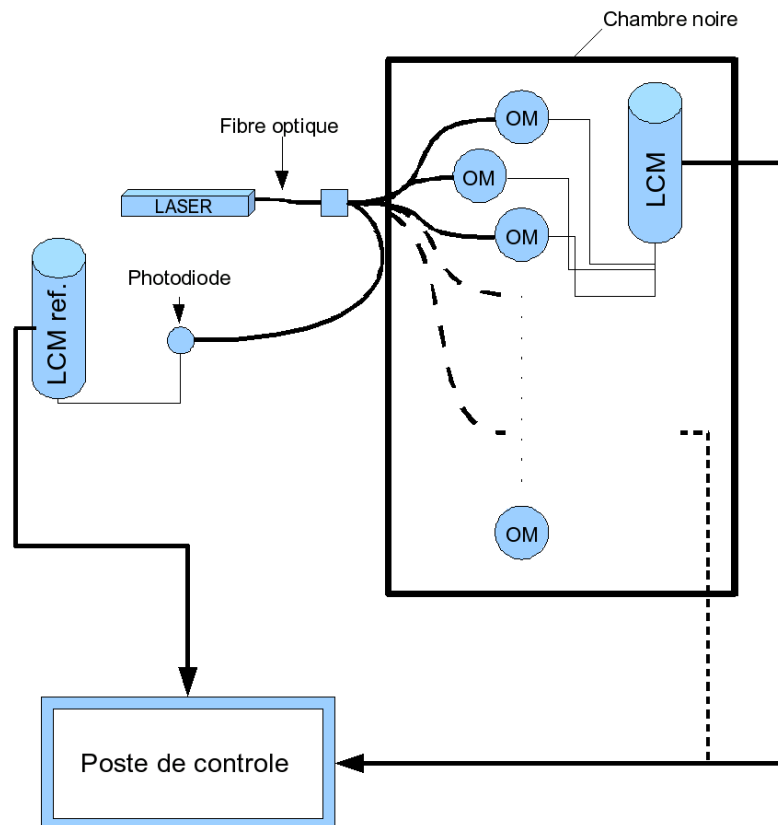 Chambre noire
Fibre optique
OM
LCM
OM
LASER
OM
Photodiode
LCM ref.
OM
Poste de controle